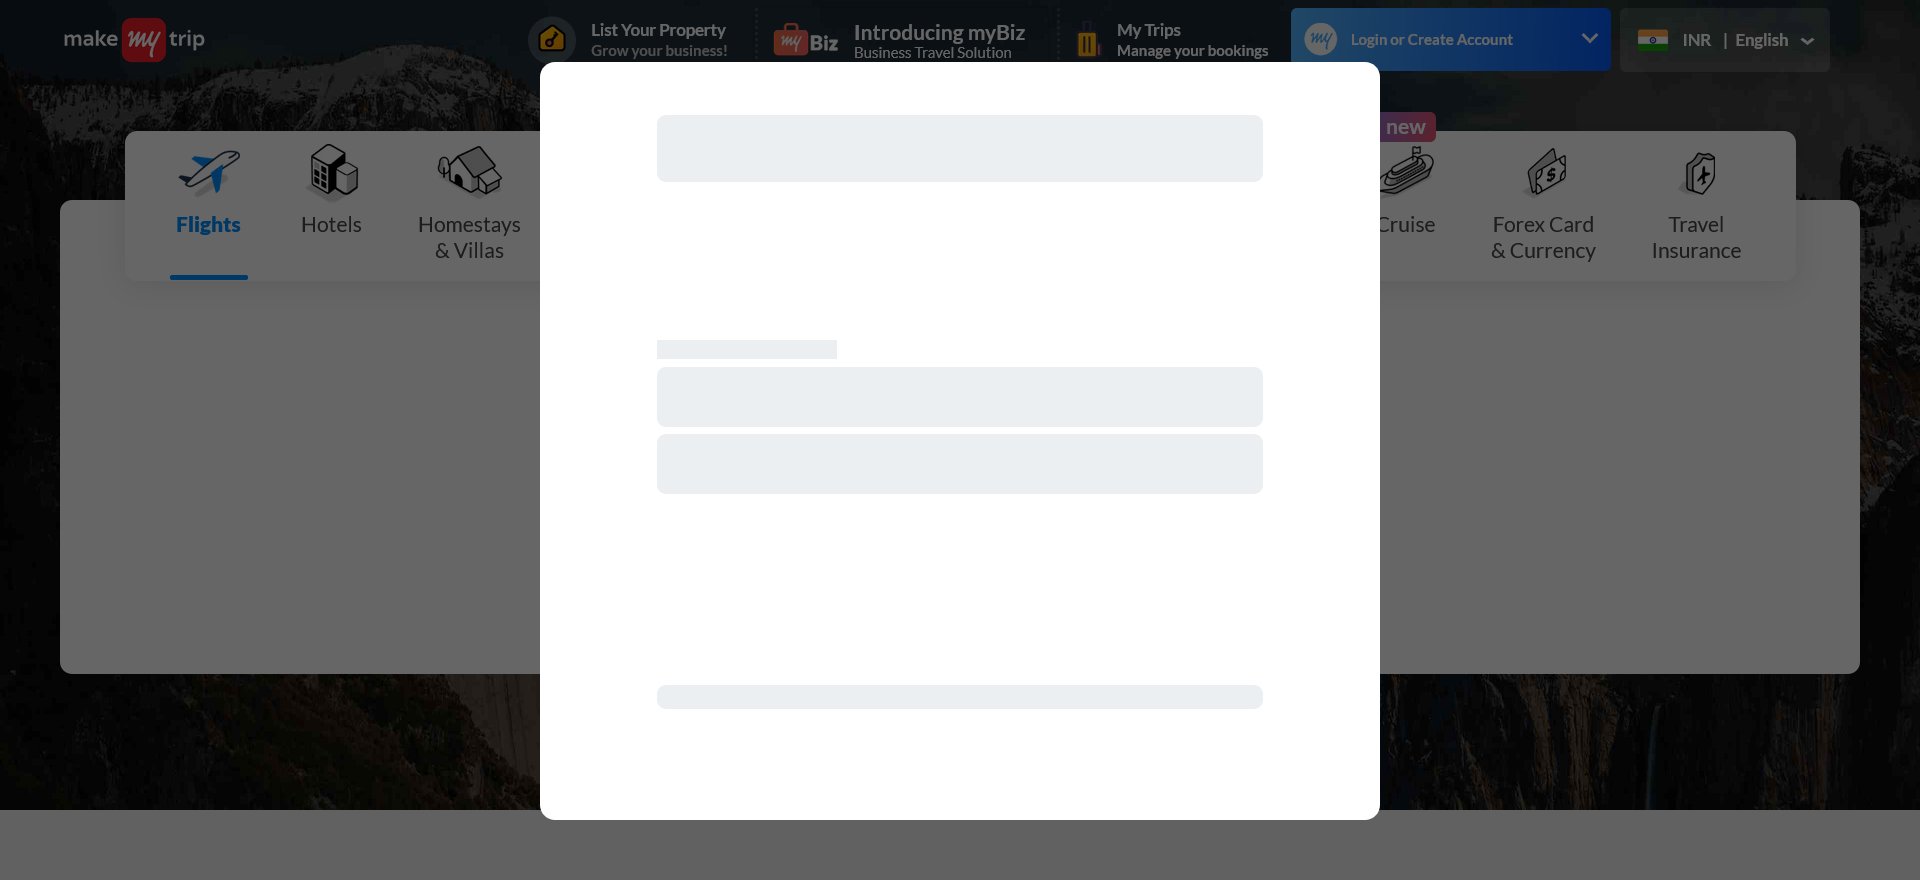 make my trip
List Your Property
Grow your business!
my Biz
Introducing myBiz
Business Travel Solution
My Trips
Manage your bookings
my
Login or Create Account
INR | English
new
Flights
Hotels
Homestays
& Villas
Cruise
Forex Card
& Currency
Travel
Insurance